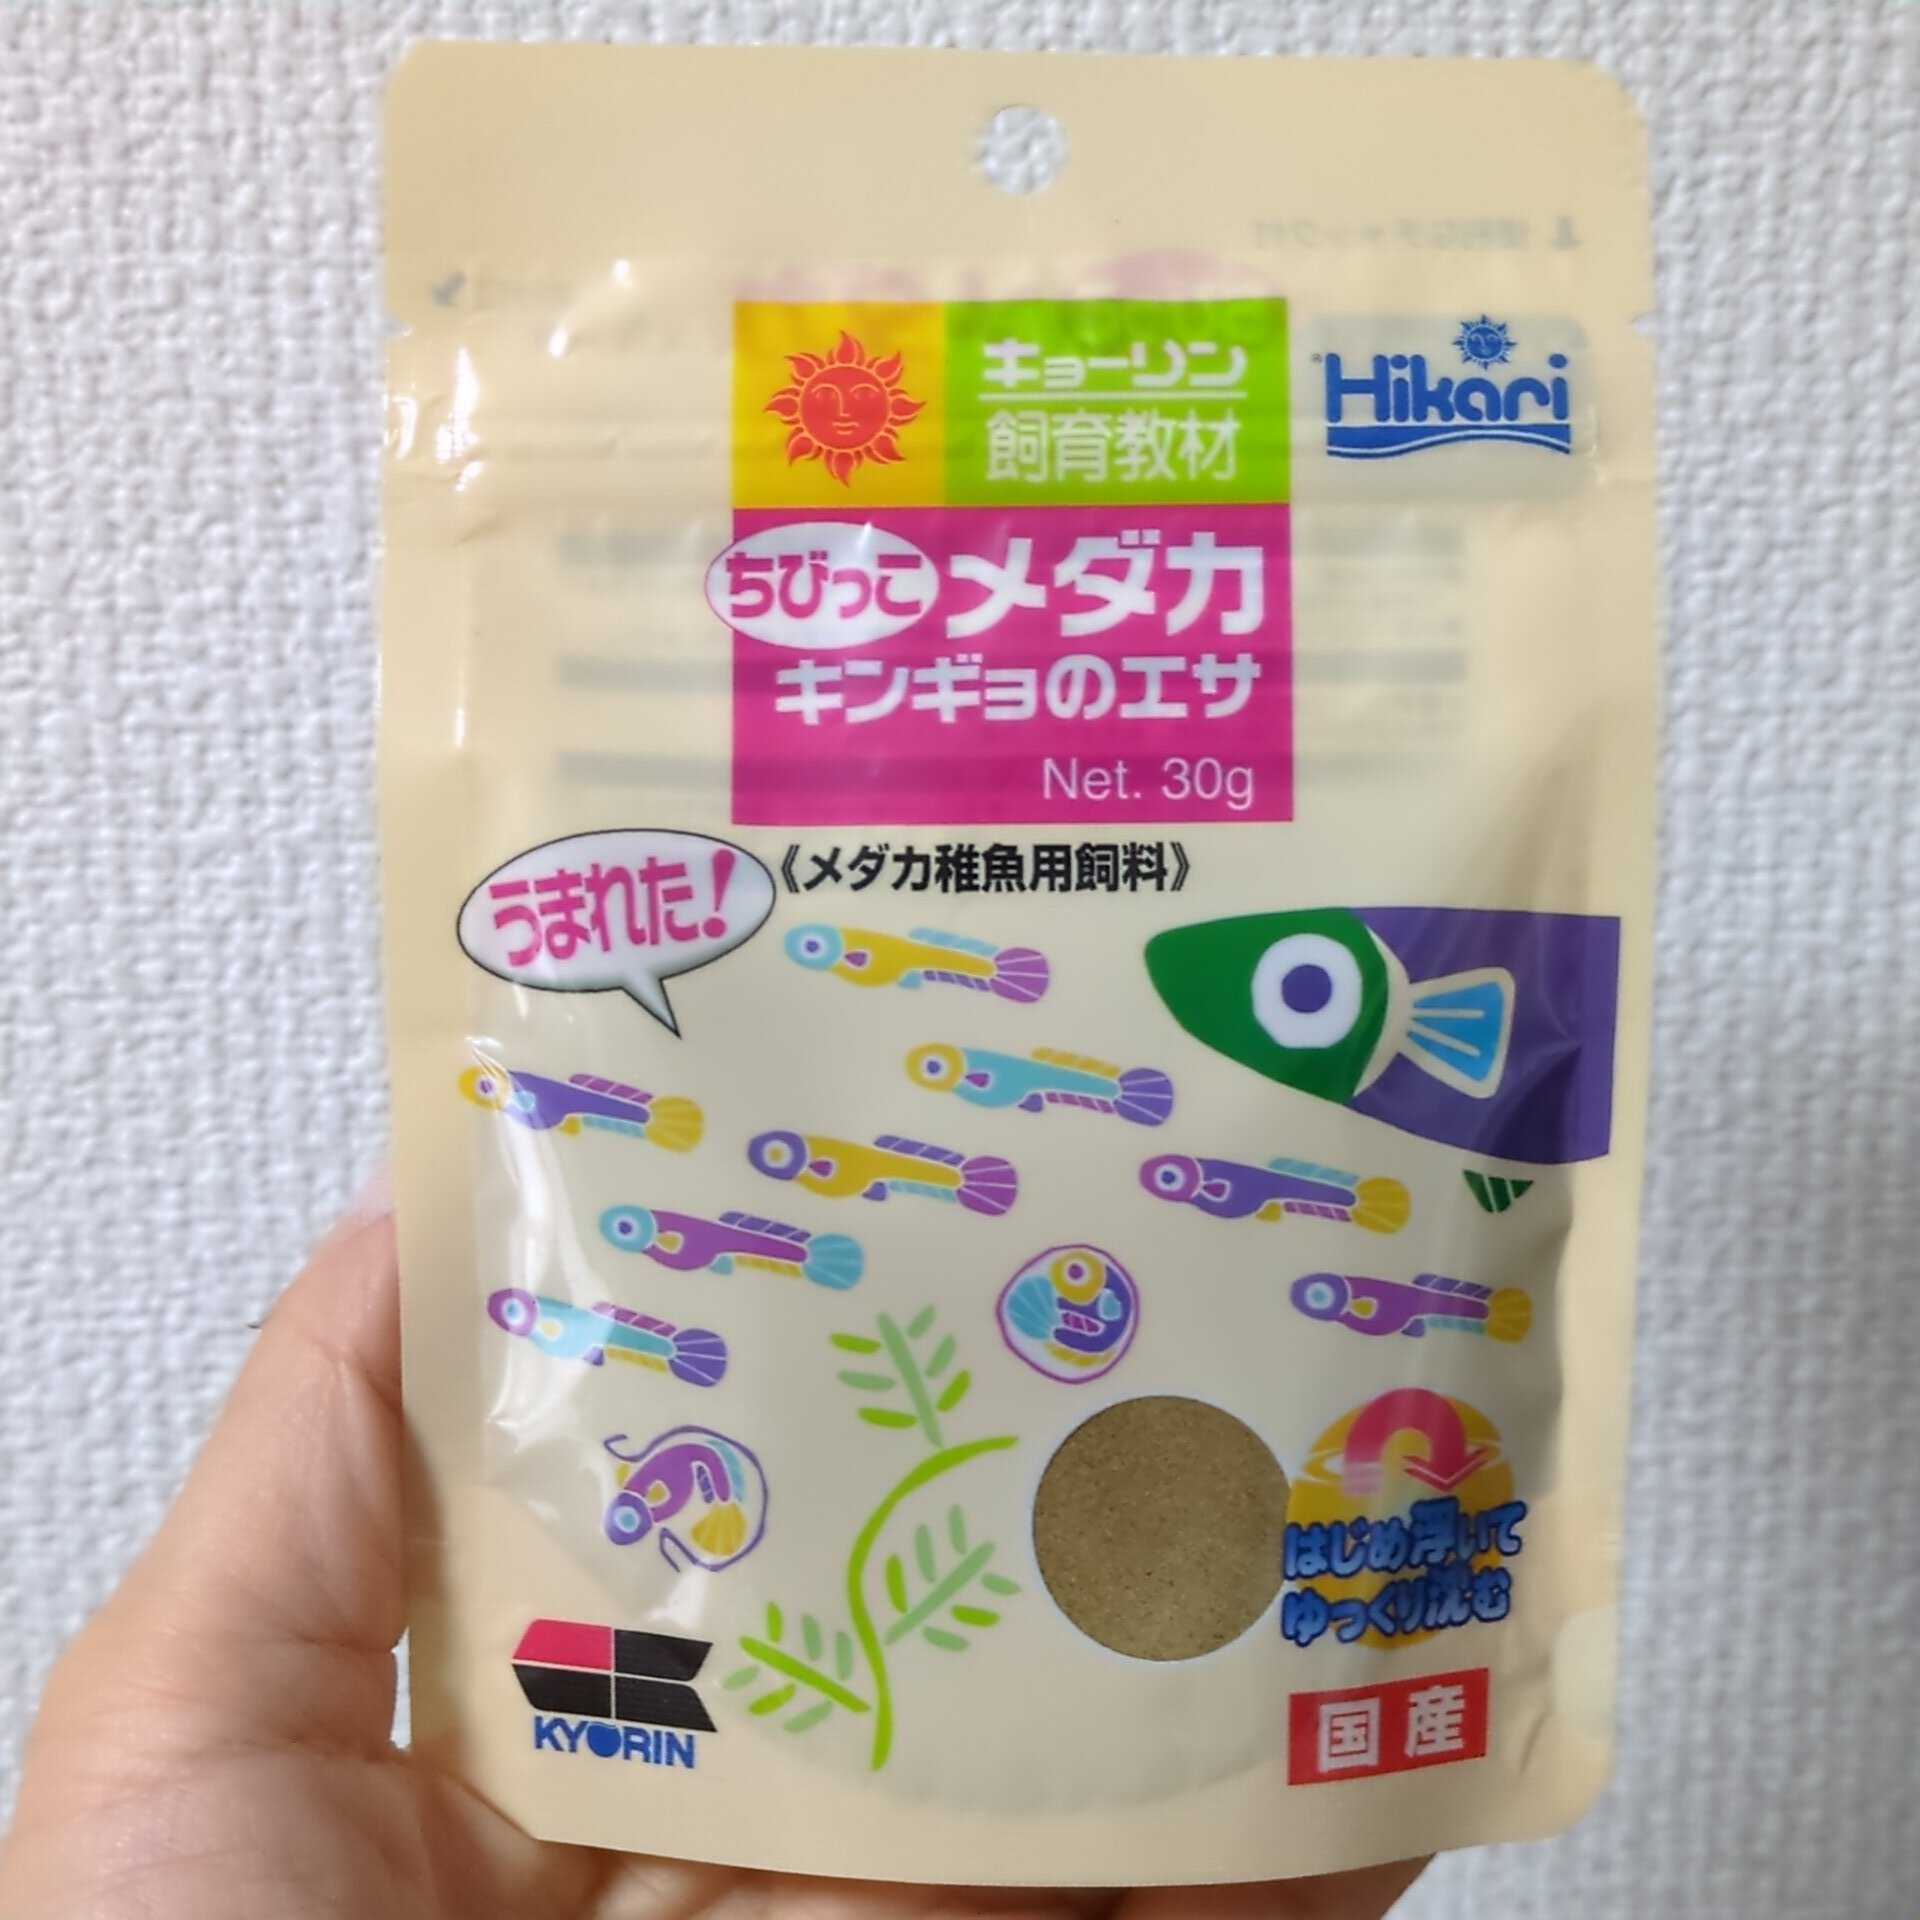 キョーリン
飼育教材
Hikari
ちびっこメダカ
キンギョのエサ
Net. 30g
うまれた!
《メダカ稚魚用飼料》
はじめ浮いて
ゆっくり沈む
KYORIN
国産